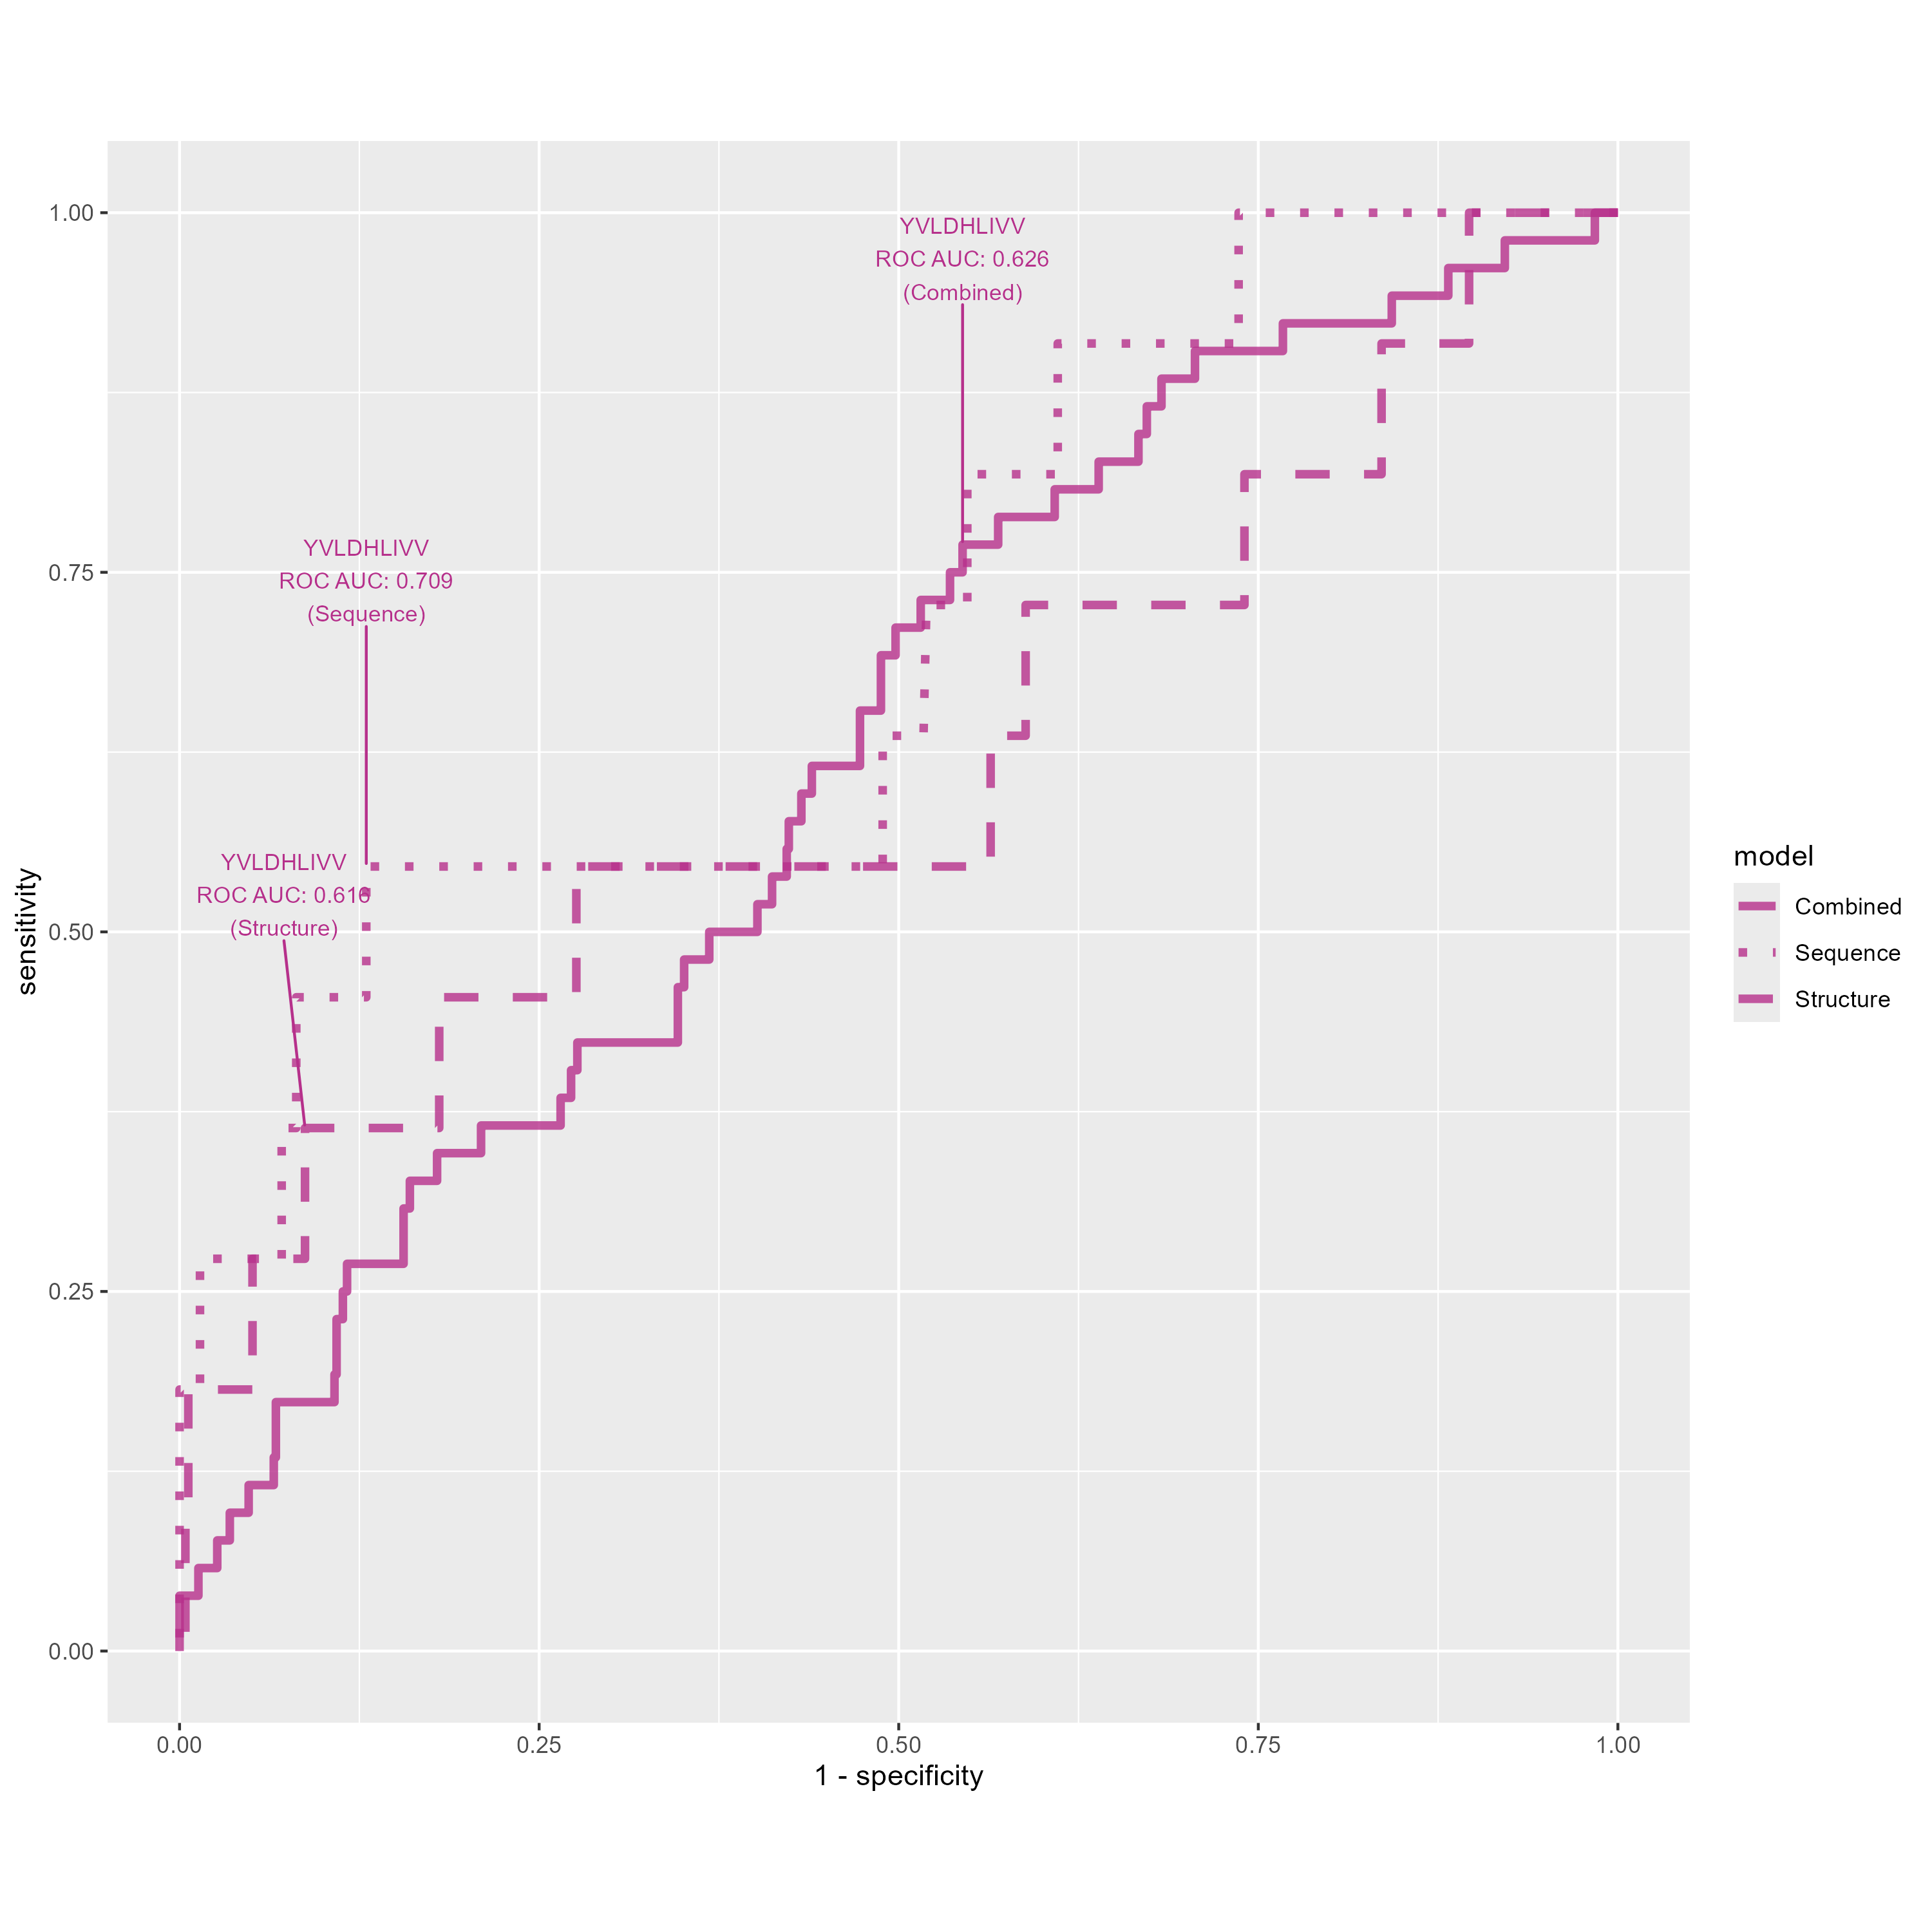 YVLDHLIVV
ROC AUC: 0.626
(Combined)
YVLDHLIVV
ROC AUC: 0.709
(Sequence)
YVLDHLIVV
ROC AUC: 0.616
(Structure)
1.00
0.75
0.50
0.25
0.00
sensitivity
0.00 0.25 0.50 0.75 1.00
1 - specificity
model
Combined
Sequence
Structure